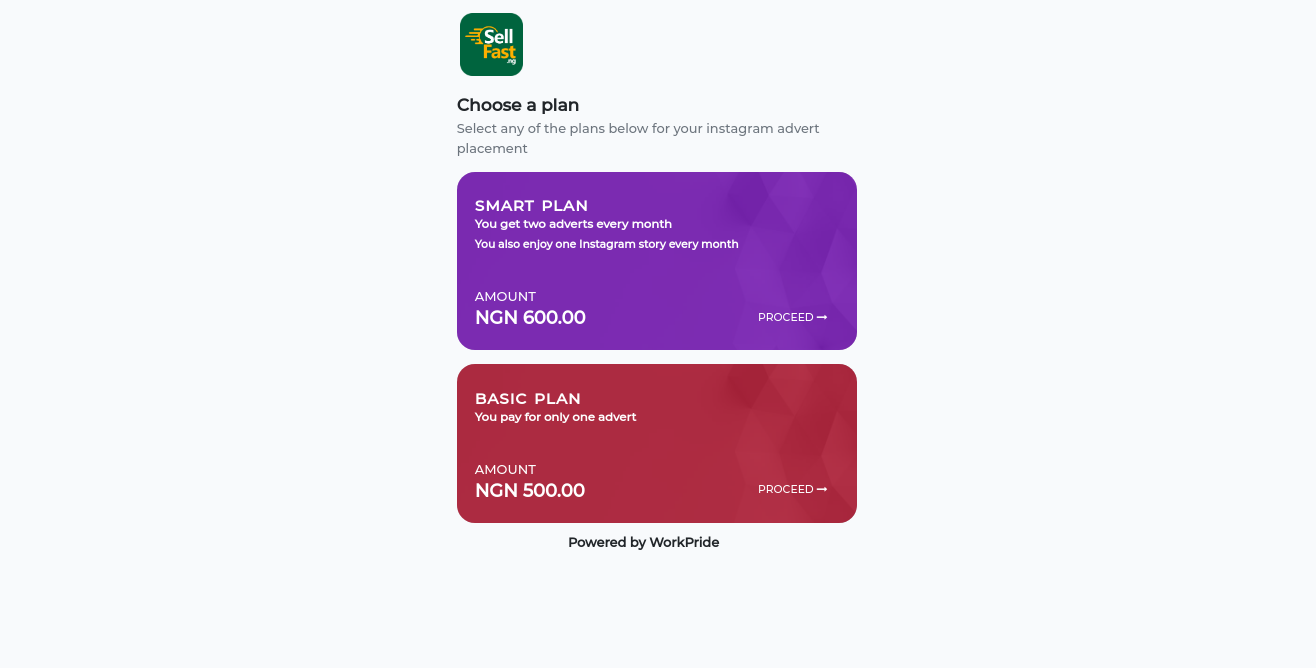 Sell
Fast
.ng
Choose a plan
Select any of the plans below for your instagram advert
placement
SMART PLAN
You get two adverts every month
You also enjoy one Instagram story every month
AMOUNT
NGN 600.00
PROCEED
BASIC PLAN
You pay for only one advert
AMOUNT
NGN 500.00
PROCEED
Powered by WorkPride